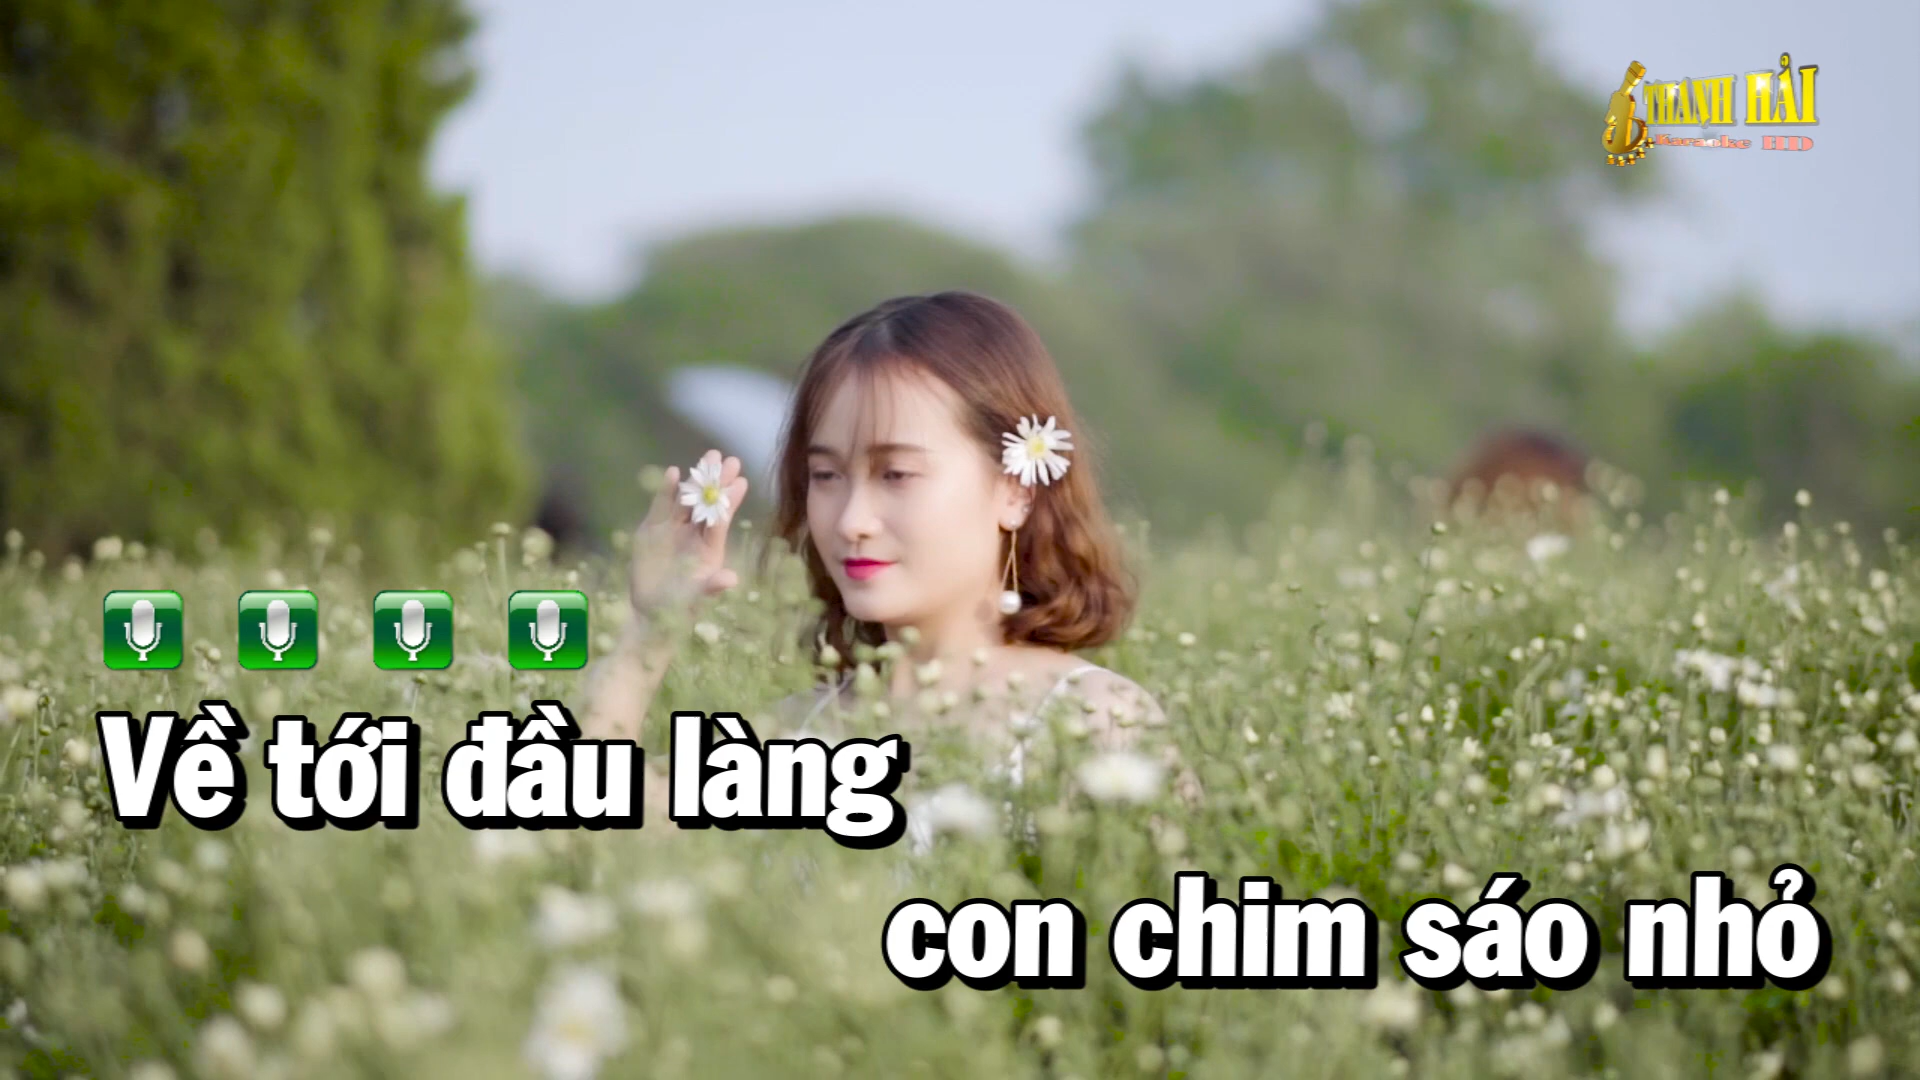 THANH HẢI
Karaoke HD
Về tới đầu làng
con chim sáo nhỏ